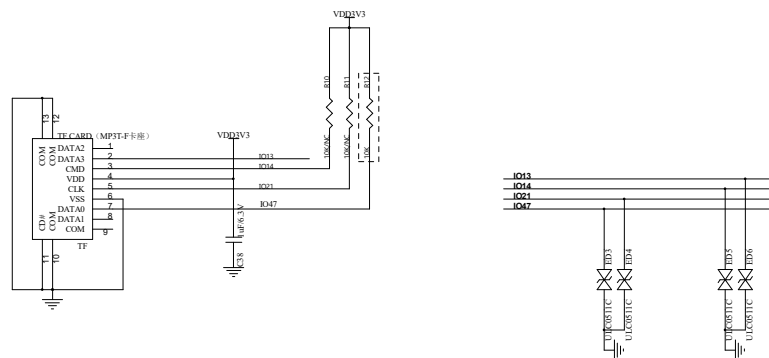 VDD3V3
R10
R11
R12
10K/NC
10K/NC
10K
13
12
TF CARD（MP3T-F卡座）
VDD3V3
COM
COM
DATA2
1
DATA3
2
IO13
CMD
3
IO14
VDD
4
CLK
5
IO21
VSS
6
DATA0
7
IO47
DATA1
8
COM
9
CD#
COM
TF
11
10
1uF/6.3V
C38
IO13
IO14
IO21
IO47
ED3
ED4
ED5
ED6
ULC0511C
ULC0511C
ULC0511C
ULC0511C